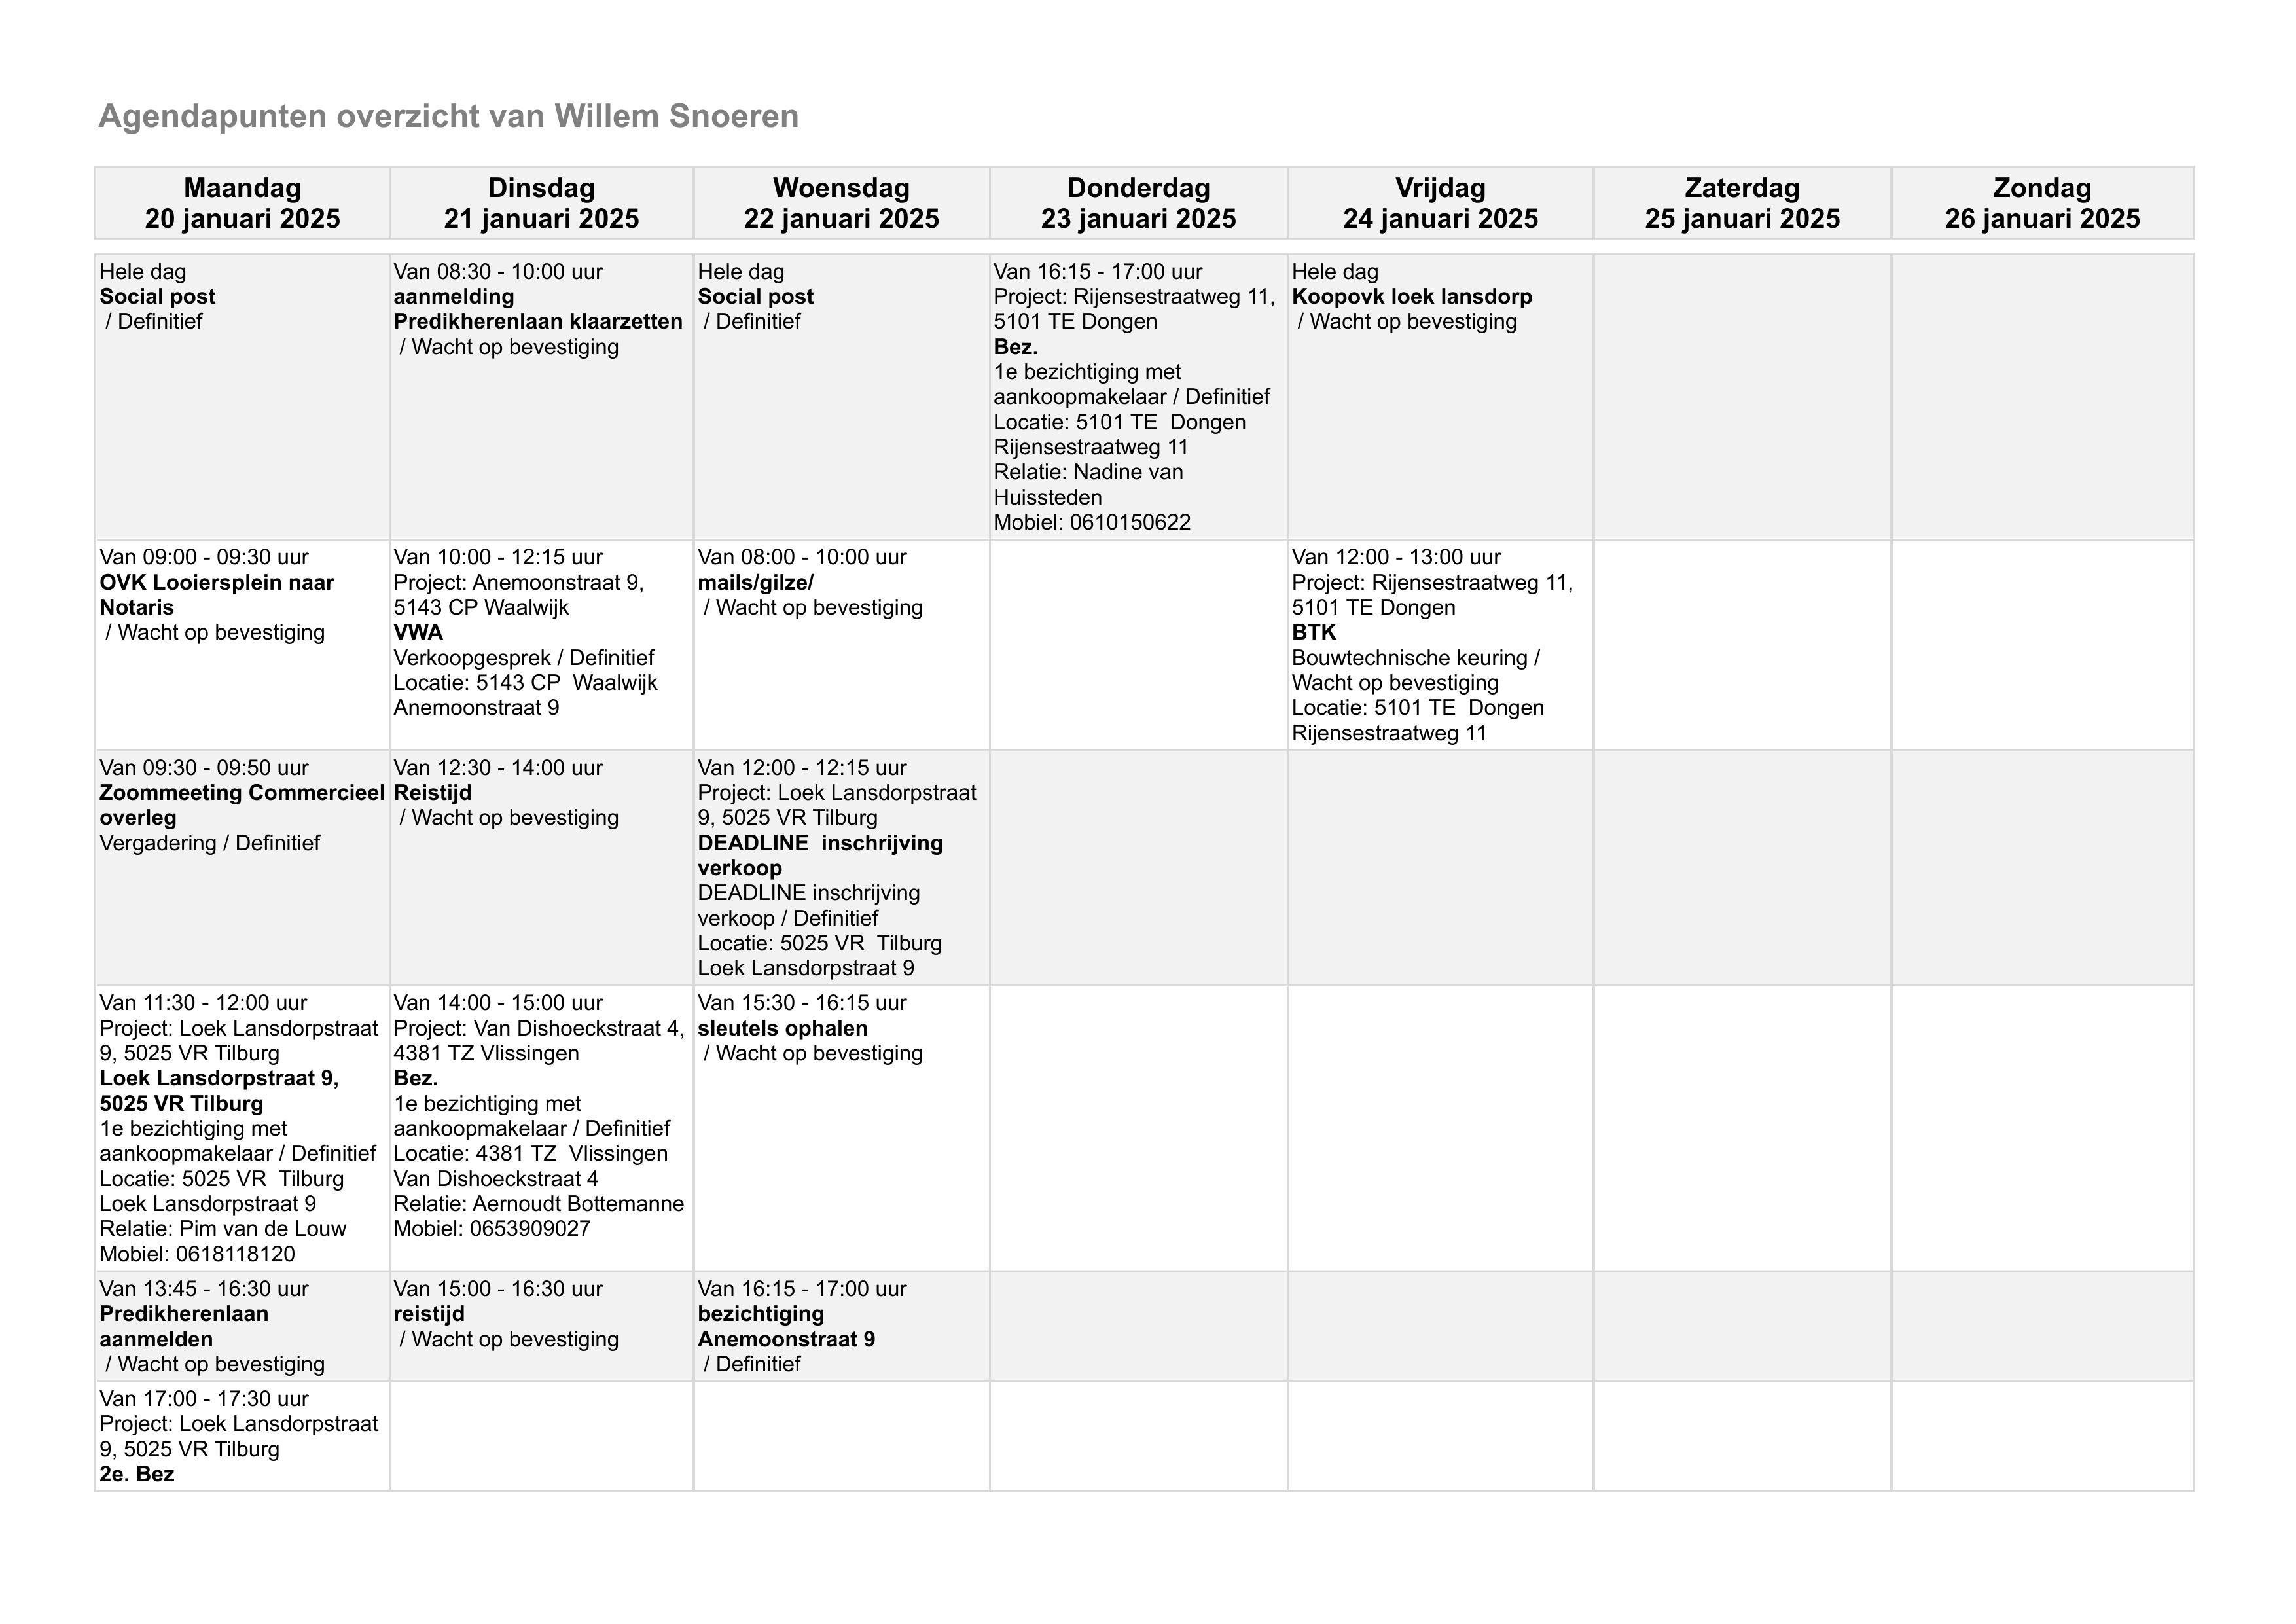 Agendapunten overzicht van Willem Snoeren
Maandag
20 januari 2025
Dinsdag
21 januari 2025
Woensdag
22 januari 2025
Donderdag
23 januari 2025
Vrijdag
24 januari 2025
Zaterdag
25 januari 2025
Zondag
26 januari 2025
Hele dag
Social post
/ Definitief
Van 08:30 - 10:00 uur
aanmelding
Predikherenlaan klaarzetten
/ Wacht op bevestiging
Hele dag
Social post
/ Definitief
Van 16:15 - 17:00 uur
Project: Rijensestraatweg 11,
5101 TE Dongen
Bez.
1e bezichtiging met
aankoopmakelaar / Definitief
Locatie: 5101 TE  Dongen
Rijensestraatweg 11
Relatie: Nadine van
Huissteden
Mobiel: 0610150622
Hele dag
Koopovk loek lansdorp
/ Wacht op bevestiging
Van 09:00 - 09:30 uur
OVK Looiersplein naar
Notaris
/ Wacht op bevestiging
Van 10:00 - 12:15 uur
Project: Anemoonstraat 9,
5143 CP Waalwijk
VWA
Verkoopgesprek / Definitief
Locatie: 5143 CP  Waalwijk
Anemoonstraat 9
Van 08:00 - 10:00 uur
mails/gilze/
/ Wacht op bevestiging
Van 12:00 - 13:00 uur
Project: Rijensestraatweg 11,
5101 TE Dongen
BTK
Bouwtechnische keuring /
Wacht op bevestiging
Locatie: 5101 TE  Dongen
Rijensestraatweg 11
Van 09:30 - 09:50 uur
Zoommeeting Commercieel
overleg
Vergadering / Definitief
Van 12:30 - 14:00 uur
Reistijd
/ Wacht op bevestiging
Van 12:00 - 12:15 uur
Project: Loek Lansdorpstraat
9, 5025 VR Tilburg
DEADLINE  inschrijving
verkoop
DEADLINE inschrijving
verkoop / Definitief
Locatie: 5025 VR  Tilburg
Loek Lansdorpstraat 9
Van 11:30 - 12:00 uur
Project: Loek Lansdorpstraat
9, 5025 VR Tilburg
Loek Lansdorpstraat 9,
5025 VR Tilburg
1e bezichtiging met
aankoopmakelaar / Definitief
Locatie: 5025 VR  Tilburg
Loek Lansdorpstraat 9
Relatie: Pim van de Louw
Mobiel: 0618118120
Van 14:00 - 15:00 uur
Project: Van Dishoeckstraat 4,
4381 TZ Vlissingen
Bez.
1e bezichtiging met
aankoopmakelaar / Definitief
Locatie: 4381 TZ  Vlissingen
Van Dishoeckstraat 4
Relatie: Aernoudt Bottemanne
Mobiel: 0653909027
Van 15:30 - 16:15 uur
sleutels ophalen
/ Wacht op bevestiging
Van 13:45 - 16:30 uur
Predikherenlaan
aanmelden
/ Wacht op bevestiging
Van 15:00 - 16:30 uur
reistijd
/ Wacht op bevestiging
Van 16:15 - 17:00 uur
bezichtiging
Anemoonstraat 9
/ Definitief
Van 17:00 - 17:30 uur
Project: Loek Lansdorpstraat
9, 5025 VR Tilburg
2e. Bez